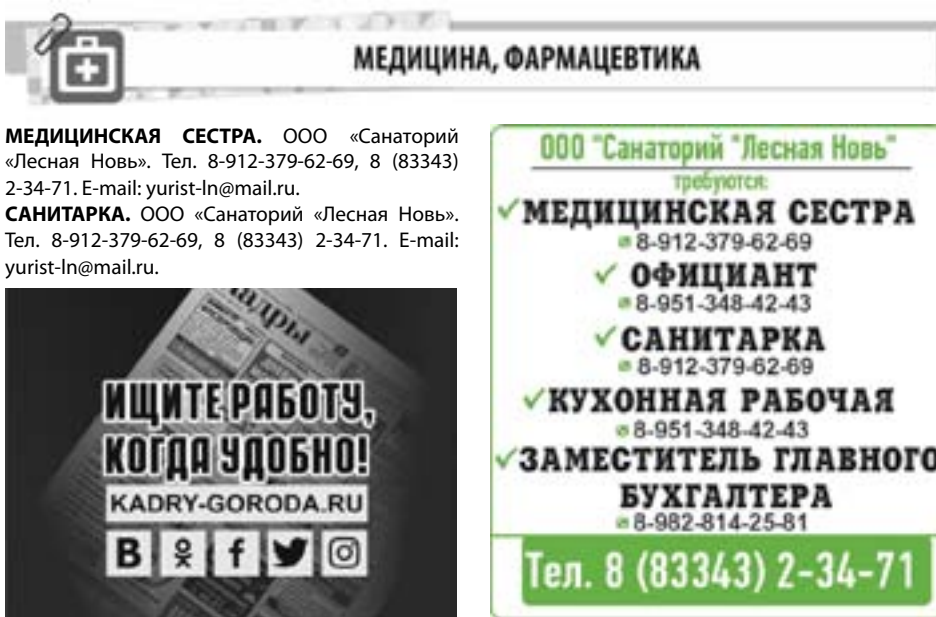 МЕДИЦИНА, ФАРМАЦЕВТИКА
МЕДИЦИНСКАЯ СЕСТРА. ООО «Санаторий
«Лесная Новь». Тел. 8-912-379-62-69, 8 (83343)
2-34-71. E-mail: yurist-ln@mail.ru.
САНИТАРКА. ООО «Санаторий «Лесная Новь».
Тел. 8-912-379-62-69, 8 (83343) 2-34-71. E-mail:
yurist-ln@mail.ru.
ИЩИТЕ РАБОТУ,
КОГДА УДОБНО!
KADRY-GORODA.RU
ООО "Санаторий "Лесная Новь"
требуются:
МЕДИЦИНСКАЯ СЕСТРА
8-912-379-62-69
ОФИЦИАНТ
8-951-348-42-43
САНИТАРКА
8-912-379-62-69
КУХОННАЯ РАБОЧАЯ
8-951-348-42-43
ЗАМЕСТИТЕЛЬ ГЛАВНОГО
БУХГАЛТЕРА
8-982-814-25-81
Тел. 8 (83343) 2-34-71